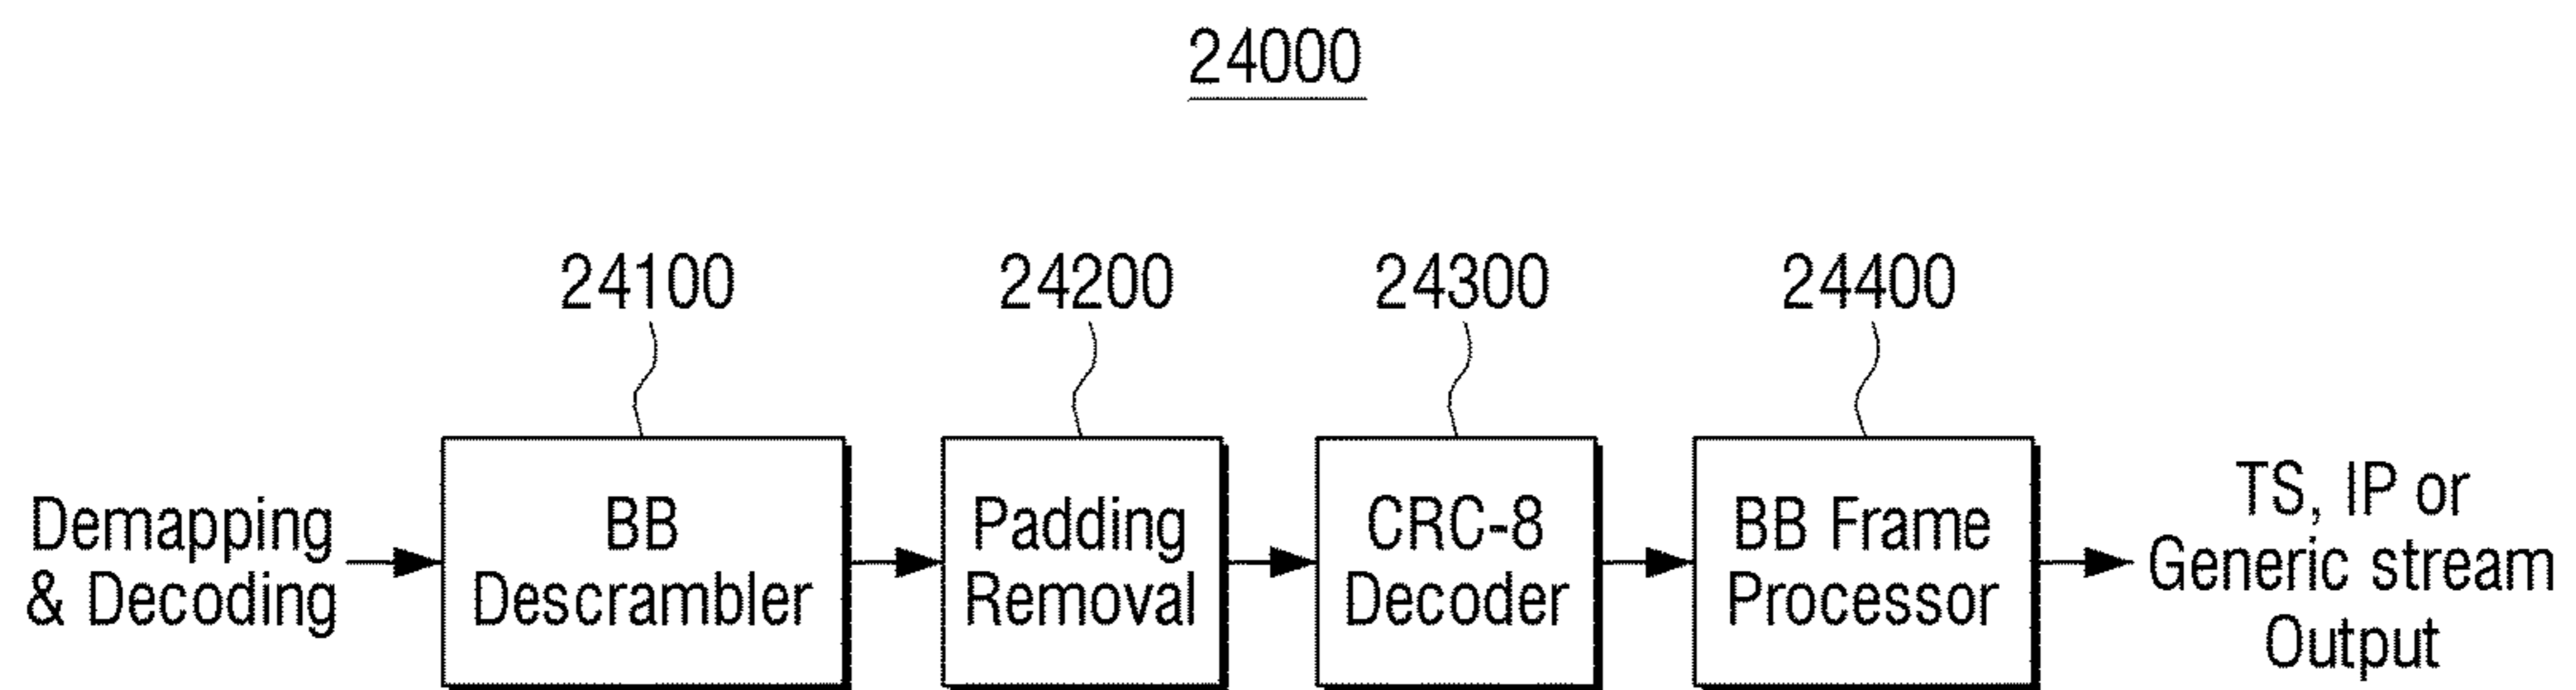 24000
24100
24200
24300
24400
Demapping
& Decoding
BB
Descrambler
Padding
Removal
CRC-8
Decoder
BB Frame
Processor
TS, IP or
Generic stream
Output